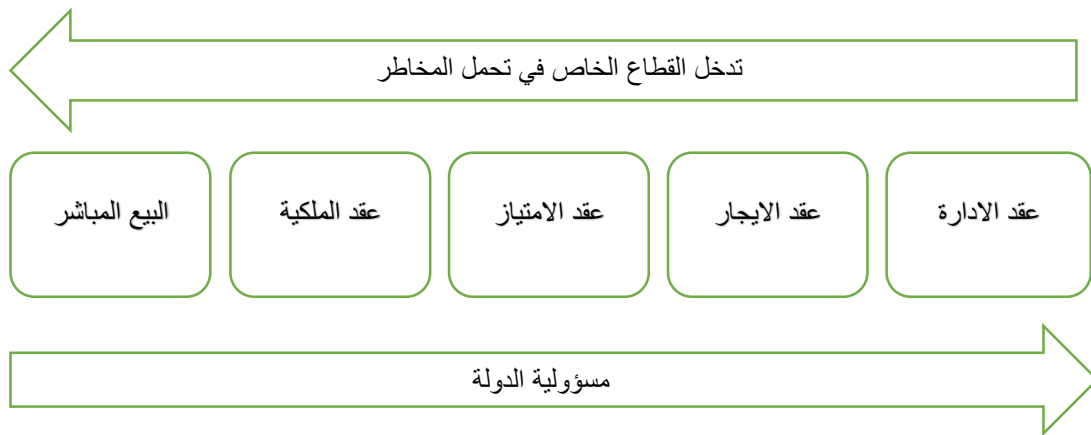 تدخل القطاع الخاص في تحمل المخاطر
عقد الادارة
عقد الايجار
عقد الامتياز
عقد الملكية
البيع المباشر
مسؤولية الدولة